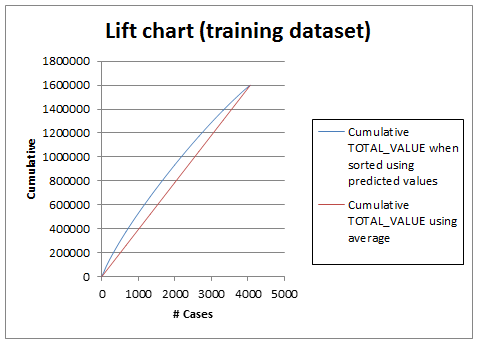 Lift chart (training dataset)
1800000
1600000
1400000
1200000
1000000
800000
600000
400000
200000
0
Cumulative
0 1000 2000 3000 4000 5000
# Cases
Cumulative
TOTAL_VALUE when
sorted using
predicted values
Cumulative
TOTAL_VALUE using
average